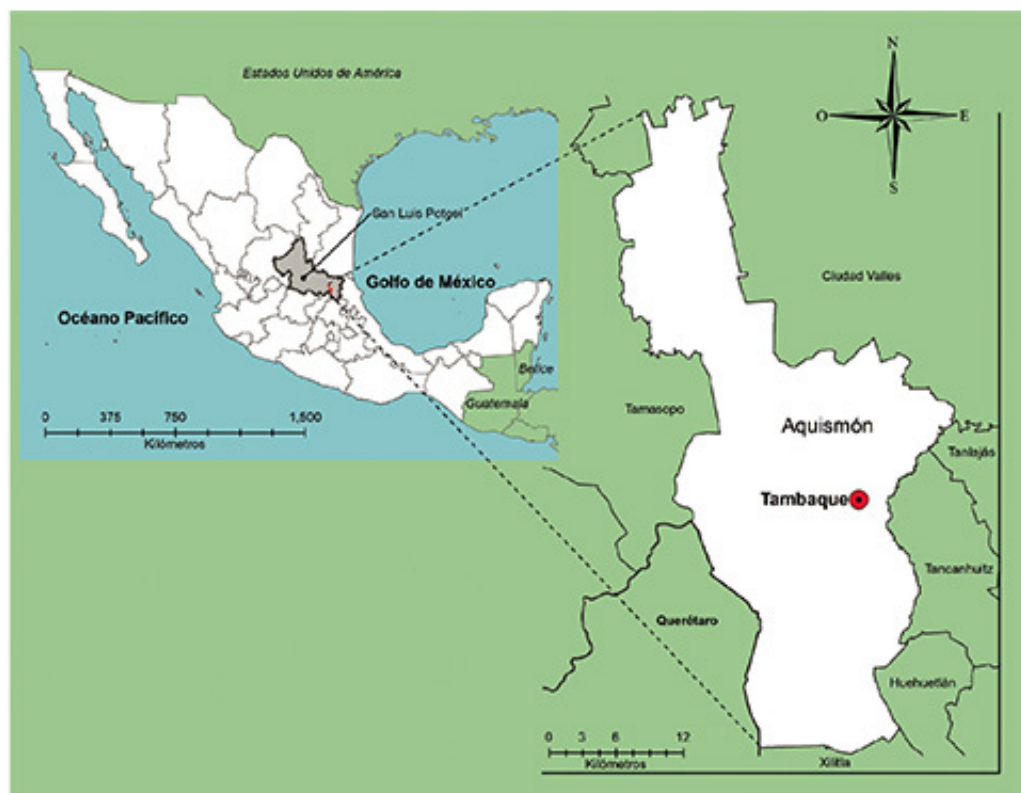 Estados Unidos de América
San Luis Potosí
Golfo de México
Océano Pacífico
Belice
Guatemala
0 375 750 1,500
Kilómetros
N
O E
S
Ciudad Valles
Tamasopo
Aquismón
Tanlajás
Tambaque
Tancanhuitz
Querétaro
Huehuetlán
0 3 6 12
Kilómetros
Xilitla